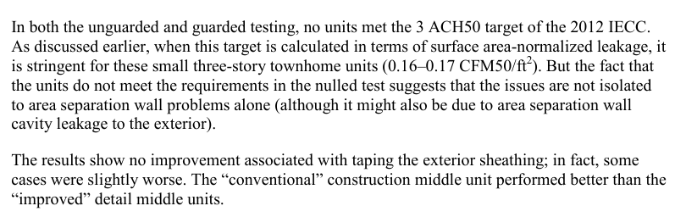 In both the unguarded and guarded testing, no units met the 3 ACH50 target of the 2012 IECC.
As discussed earlier, when this target is calculated in terms of surface area-normalized leakage, it
is stringent for these small three-story townhome units (0.16–0.17 CFM50/ft²). But the fact that
the units do not meet the requirements in the nulled test suggests that the issues are not isolated
to area separation wall problems alone (although it might also be due to area separation wall
cavity leakage to the exterior).

The results show no improvement associated with taping the exterior sheathing; in fact, some
cases were slightly worse. The “conventional” construction middle unit performed better than the
“improved” detail middle units.